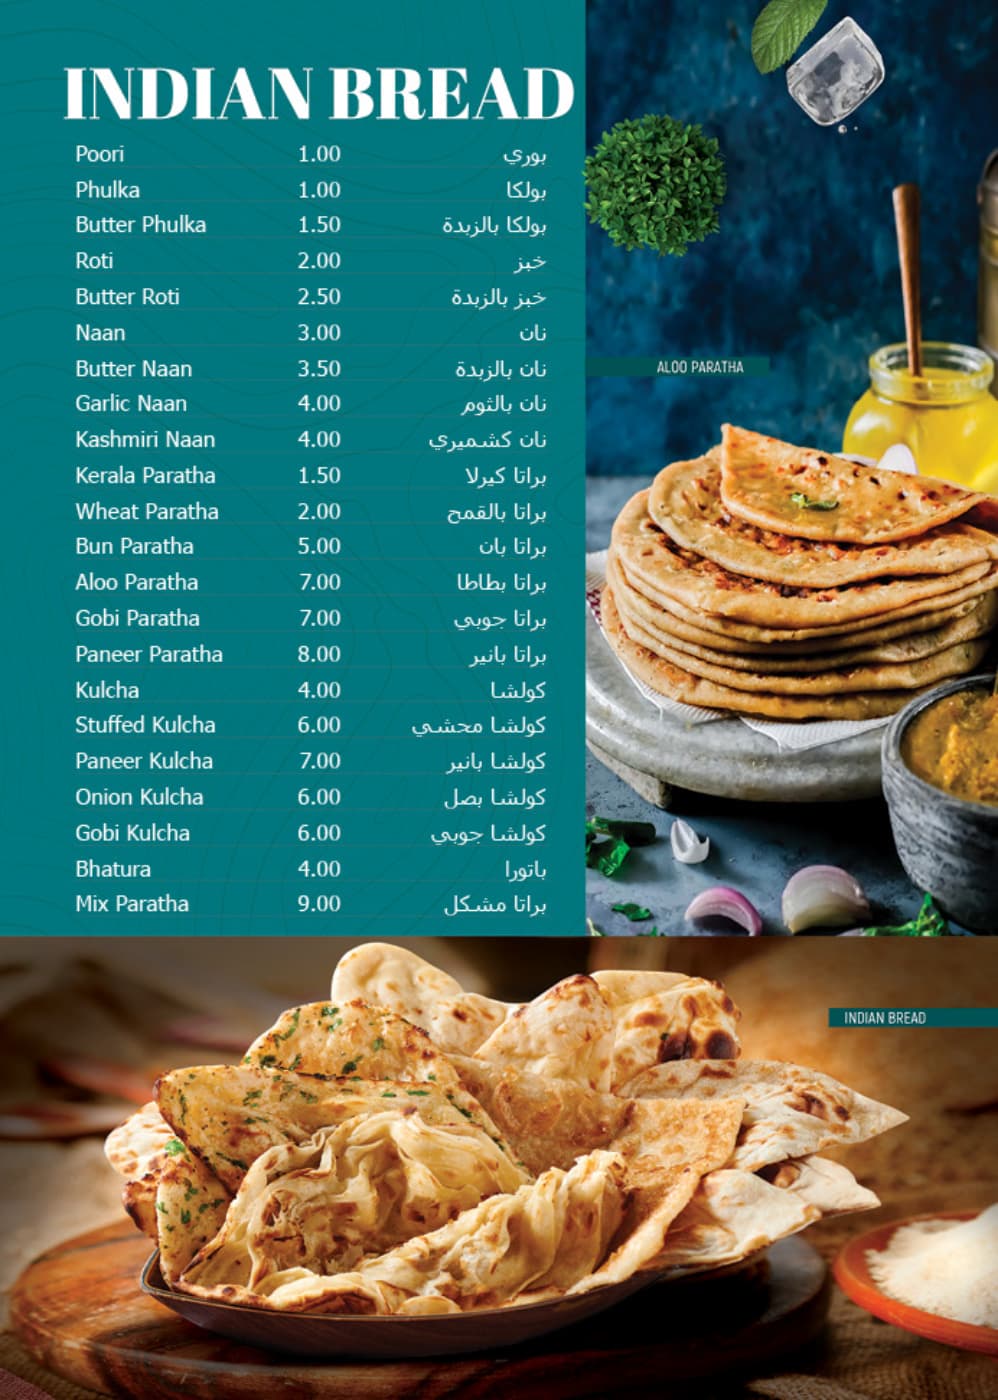 INDIAN BREAD
Poori 1.00 بوري
Phulka 1.00 بولكا
Butter Phulka 1.50 بولكا بالزبدة
Roti 2.00 خبز
Butter Roti 2.50 خبز بالزبدة
Naan 3.00 نان
Butter Naan 3.50 نان بالزبدة
Garlic Naan 4.00 نان بالثوم
Kashmiri Naan 4.00 نان كشميري
Kerala Paratha 1.50 براتا كيرلا
Wheat Paratha 2.00 براتا بالقمح
Bun Paratha 5.00 براتا بان
Aloo Paratha 7.00 براتا بطاطا
Gobi Paratha 7.00 براتا جوبي
Paneer Paratha 8.00 براتا بانير
Kulcha 4.00 كولشا
Stuffed Kulcha 6.00 كولشا محشي
Paneer Kulcha 7.00 كولشا بانير
Onion Kulcha 6.00 كولشا بصل
Gobi Kulcha 6.00 كولشا جوبي
Bhatura 4.00 باتورا
Mix Paratha 9.00 براتا مشكل
ALOO PARATHA
INDIAN BREAD